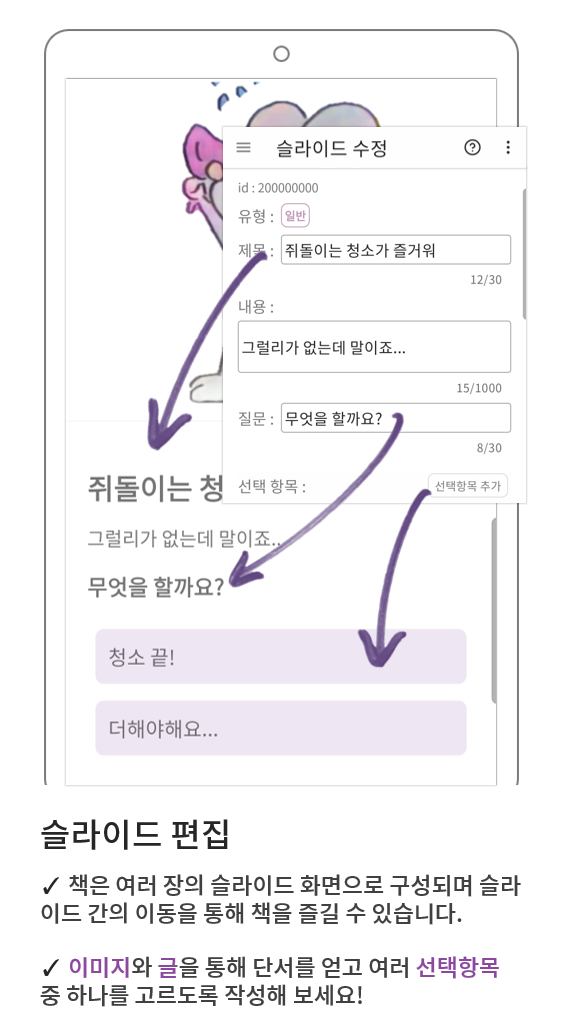 슬라이드 수정
id : 200000000
유형 : 일반
제목 : 쥐돌이는 청소가 즐거워
12/30
내용 :
그럴리가 없는데 말이죠...
15/1000
질문 : 무엇을 할까요?
8/30
선택 항목 : 선택항목 추가
쥐돌이는 청
그럴리가 없는데 말이죠..
무엇을 할까요?
청소 끝!
더해야해요...
슬라이드 편집
✓ 책은 여러 장의 슬라이드 화면으로 구성되며 슬라
이드 간의 이동을 통해 책을 즐길 수 있습니다.
✓ 이미지와 글을 통해 단서를 얻고 여러 선택항목
중 하나를 고르도록 작성해 보세요!